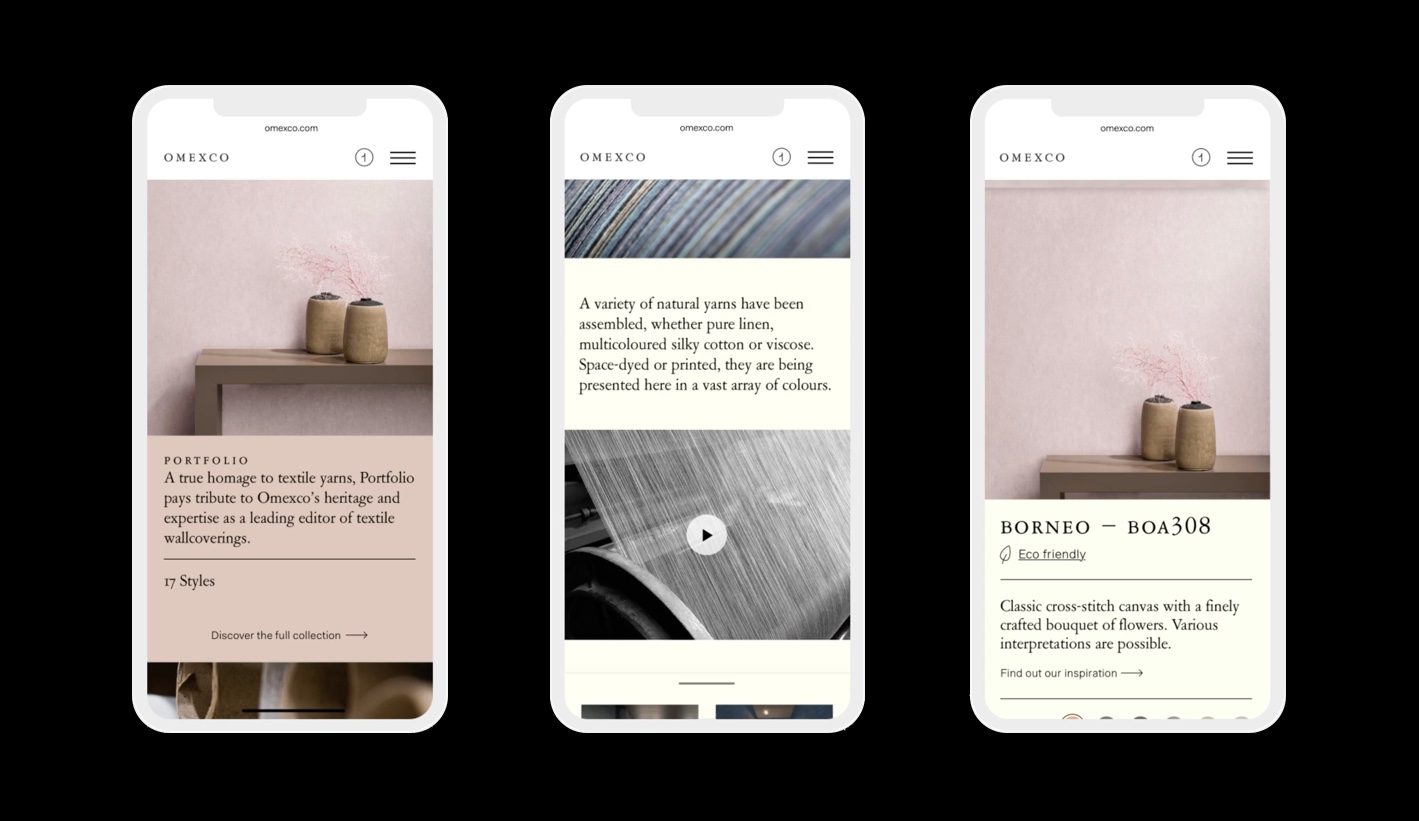 omexco.com
OMEXCO
1
PORTFOLIO
A true homage to textile yarns, Portfolio
pays tribute to Omexco's heritage and
expertise as a leading editor of textile
wallcoverings.
17 Styles
Discover the full collection
omexco.com
OMEXCO
1
A variety of natural yarns have been
assembled, whether pure linen,
multicoloured silky cotton or viscose.
Space-dyed or printed, they are being
presented here in a vast array of colours.
omexco.com
OMEXCO
1
BORNEO – BOA308
Eco friendly
Classic cross-stitch canvas with a finely
crafted bouquet of flowers. Various
interpretations are possible.
Find out our inspiration